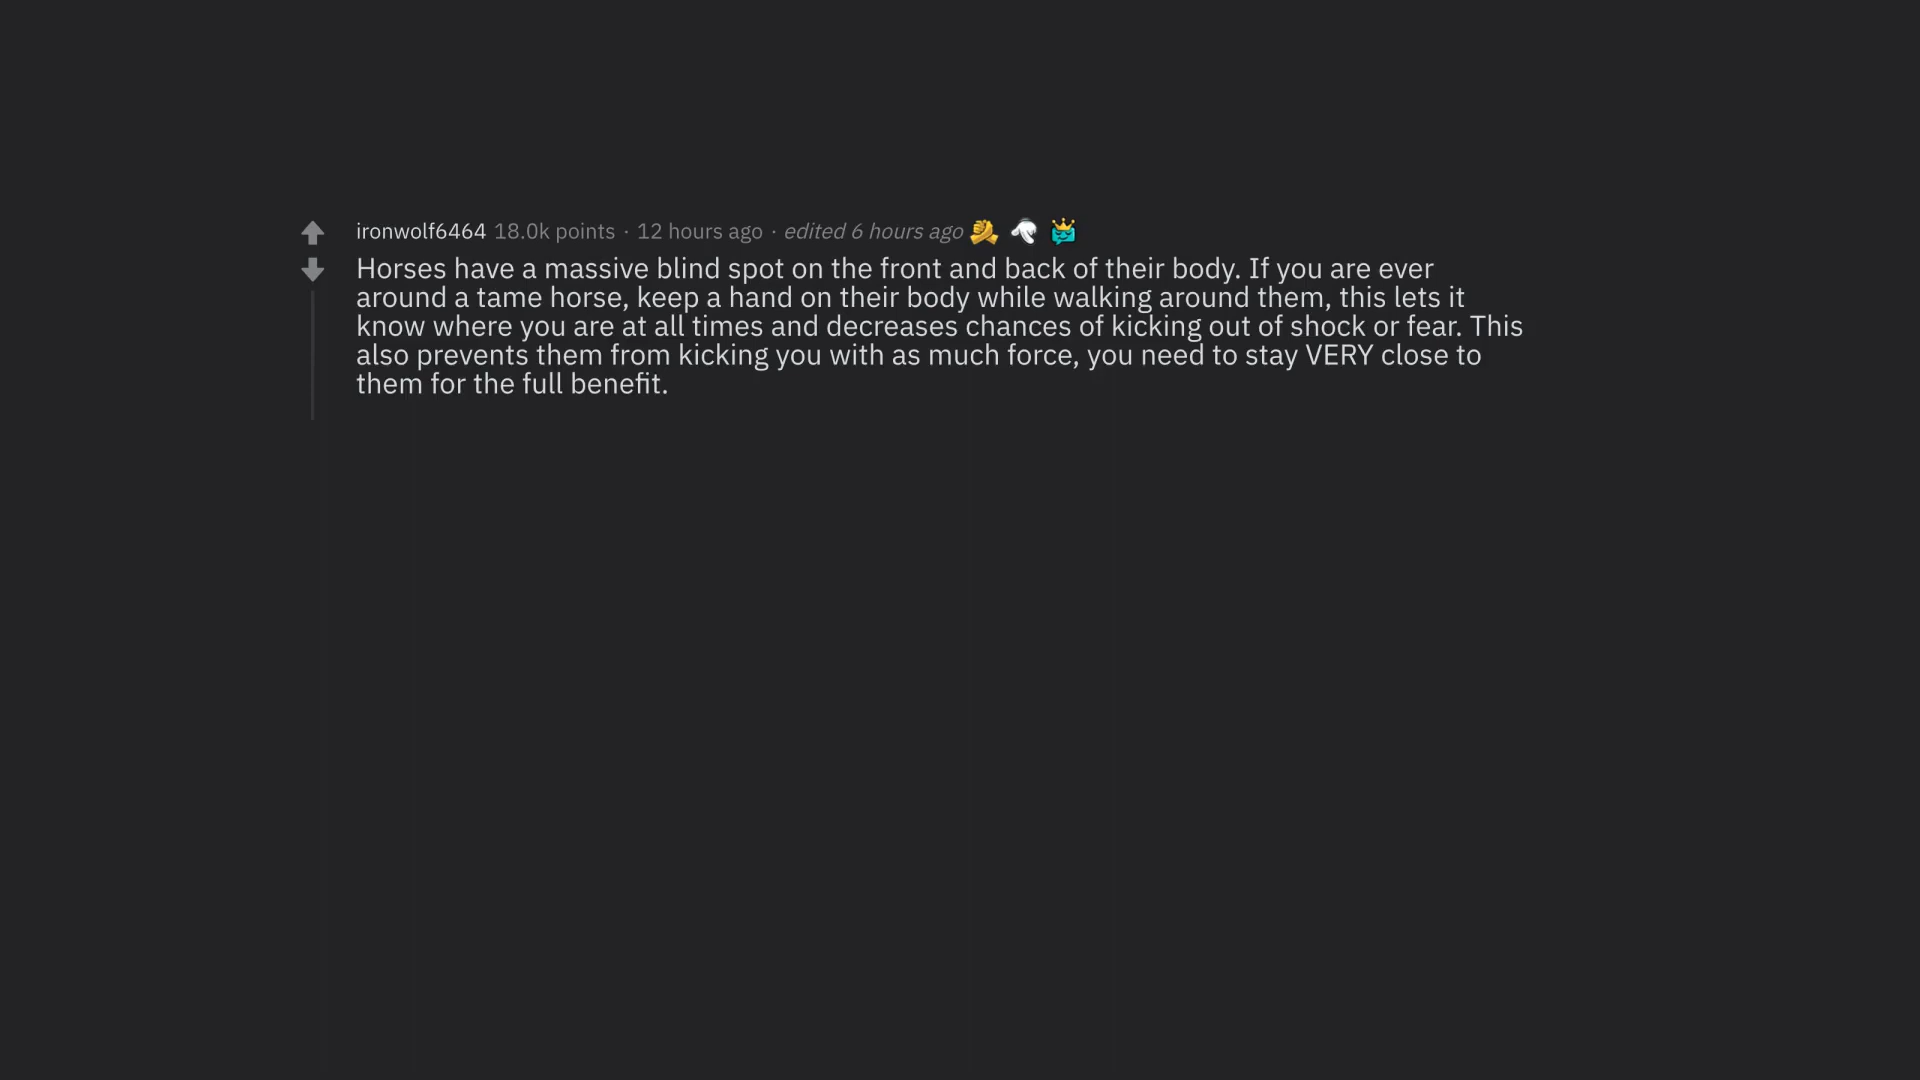 ironwolf6464 18.0k points · 12 hours ago · edited 6 hours ago
Horses have a massive blind spot on the front and back of their body. If you are ever
around a tame horse, keep a hand on their body while walking around them, this lets it
know where you are at all times and decreases chances of kicking out of shock or fear. This
also prevents them from kicking you with as much force, you need to stay VERY close to
them for the full benefit.